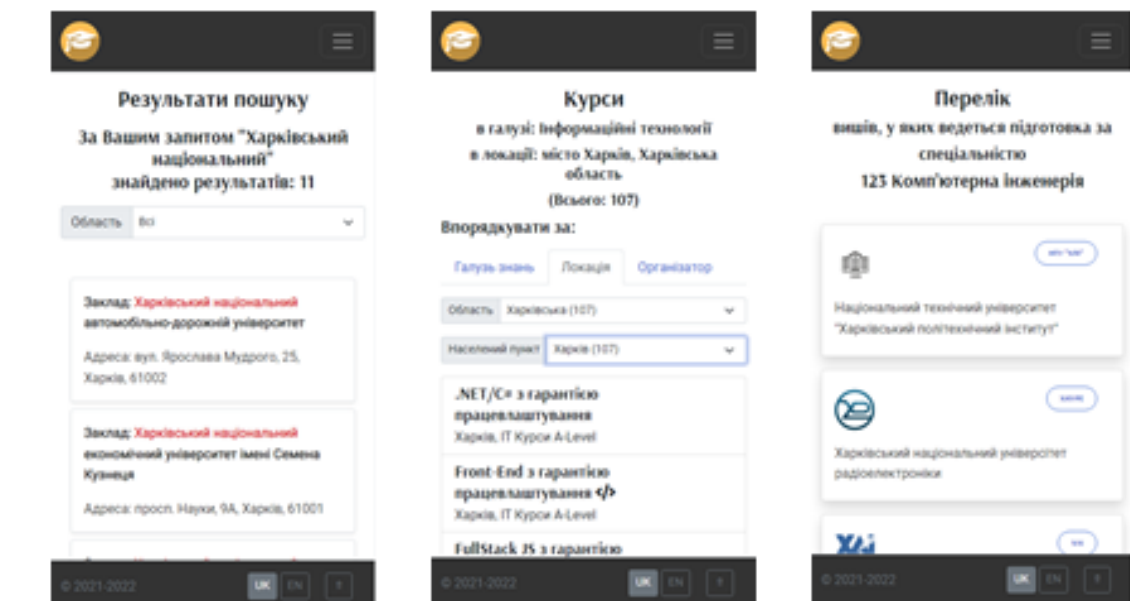 Результати пошуку
За Вашим запитом "Харківський
національний"
знайдено результатів: 11
Область Всі
Заклад: Харківський національний
автомобільно-дорожній університет
Адреса: вул. Ярослава Мудрого, 25,
Харків, 61002
Заклад: Харківський національний
економічний університет імені Семена
Кузнеця
Адреса: просп. Науки, 9А, Харків, 61001
© 2021-2022
UK EN
Курси
в галузі: Інформаційні технології
в локації: місто Харків, Харківська
область
(Всього: 107)
Впорядкувати за:
Галузь знань Локація Організатор
Область Харківська (107)
Населений пункт Харків (107)
.NET/C# з гарантією
працевлаштування
Харків, IT Курси A-Level
Front-End з гарантією
працевлаштування </>
Харків, IT Курси A-Level
FullStack JS з гарантією
© 2021-2022
UK EN
Перелік
вишів, у яких ведеться підготовка за
спеціальністю
123 Комп'ютерна інженерія
Національний технічний університет
"Харківський політехнічний інститут"
Харківський національний університет
радіоелектроніки
ХАІ
© 2021-2022
UK EN